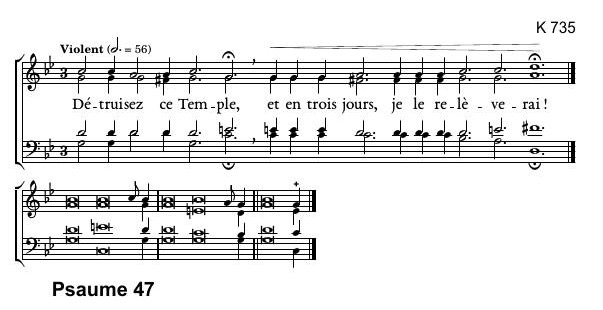 K 735
Violent (𝅗𝅥. = 56)
Dé-truisez ce Tem-ple, et en trois jours, je le re-lè-ve-rai!
Psaume 47